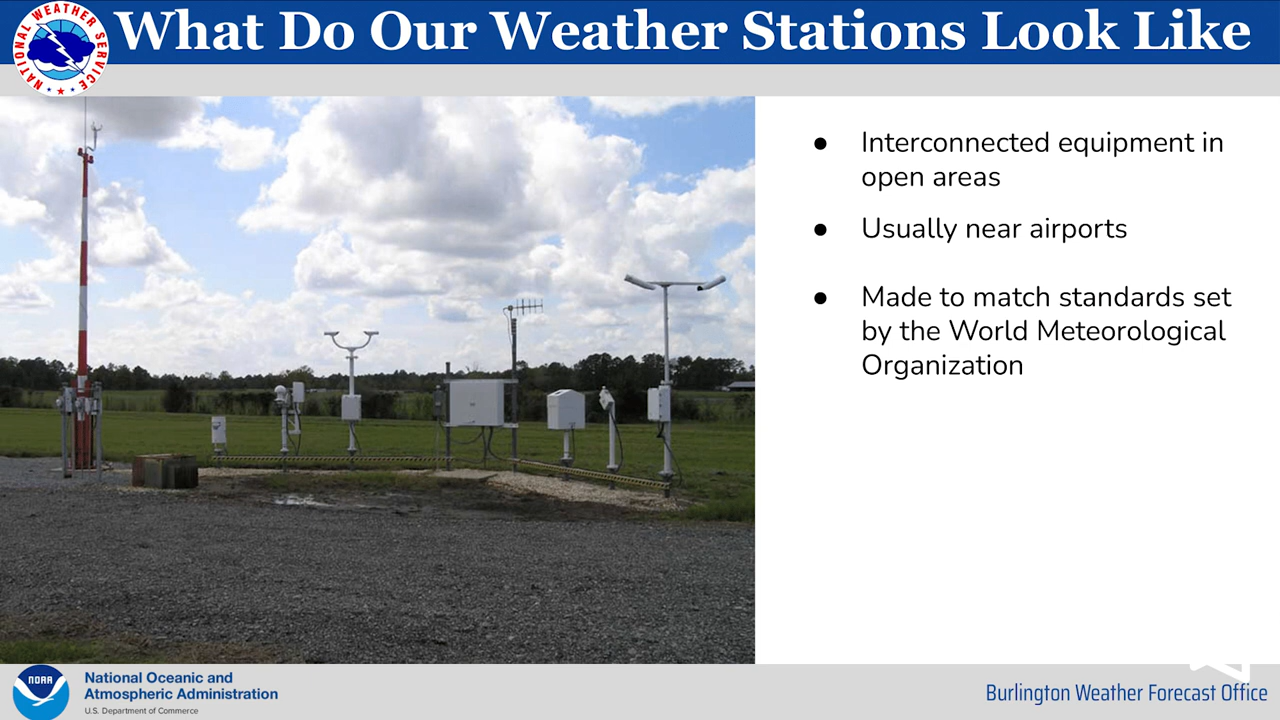 NATIONAL WEATHER SERVICE
What Do Our Weather Stations Look Like
● Interconnected equipment in
open areas
● Usually near airports
● Made to match standards set
by the World Meteorological
Organization
NOAA
National Oceanic and
Atmospheric Administration
U.S. Department of Commerce
Burlington Weather Forecast Office